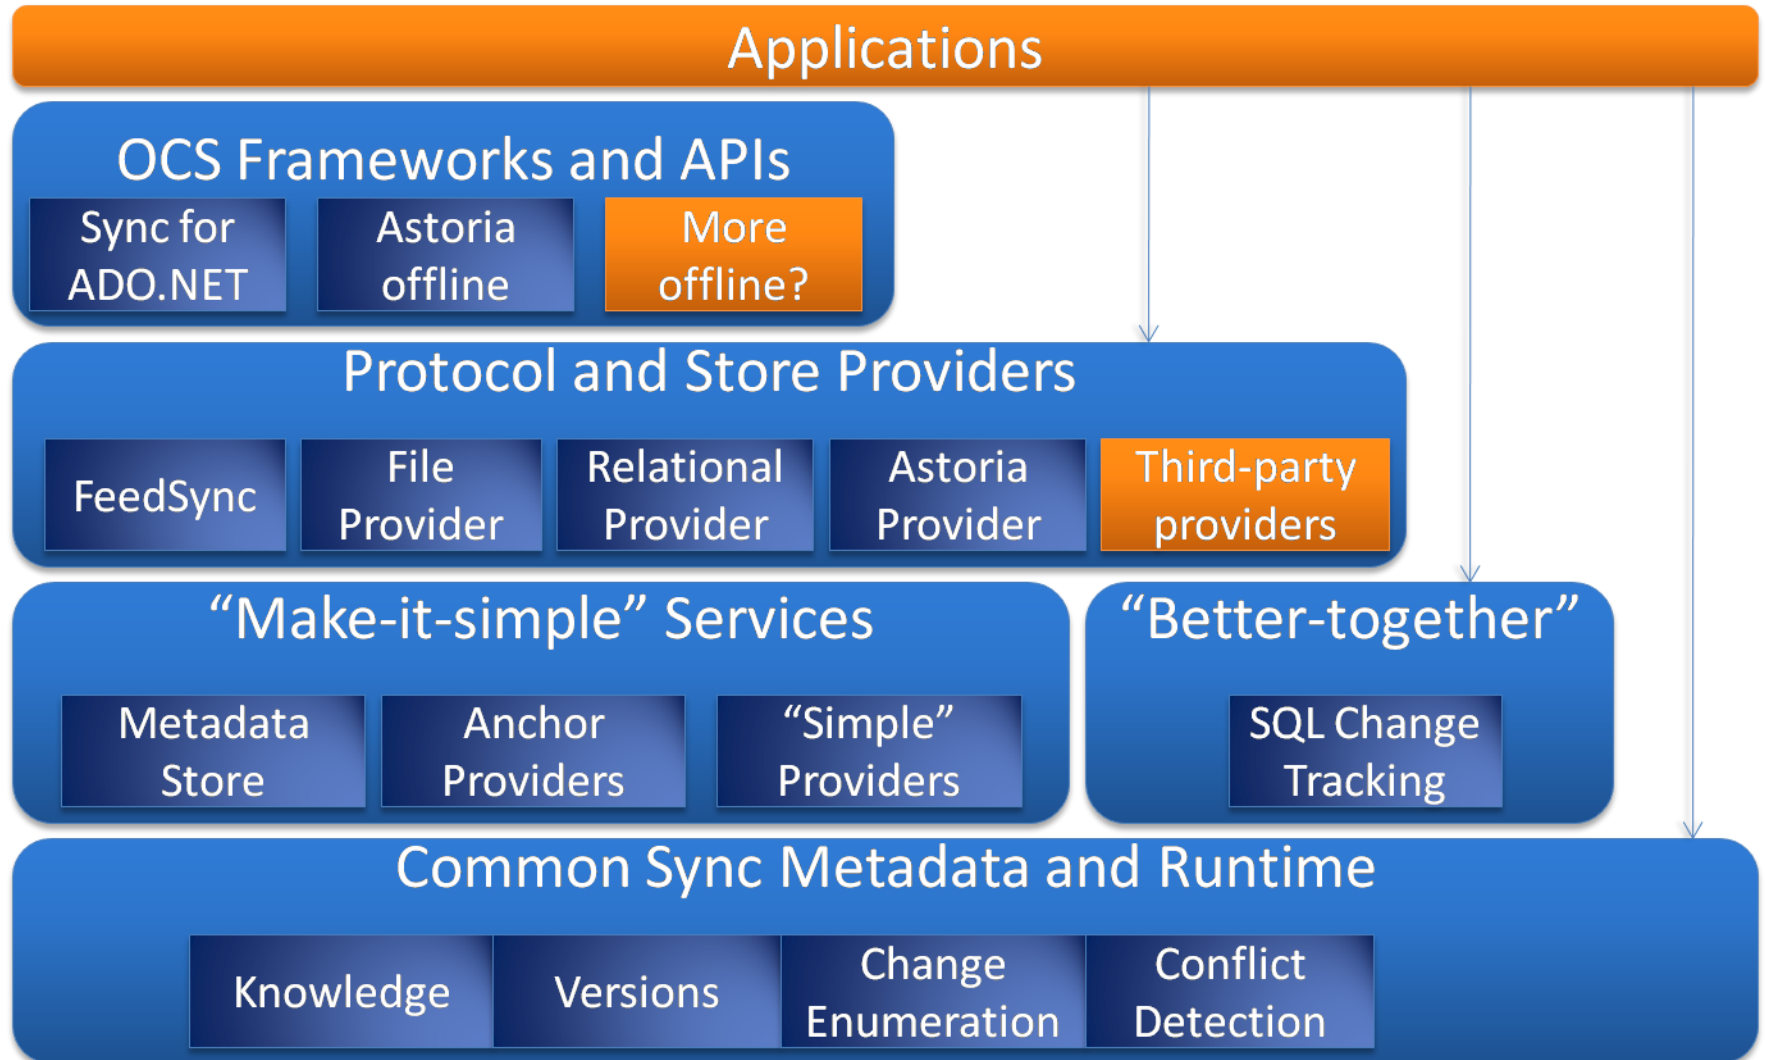 Applications
OCS Frameworks and APIs
Sync for
ADO.NET
Astoria
offline
More
offline?
Protocol and Store Providers
FeedSync
File
Provider
Relational
Provider
Astoria
Provider
Third-party
providers
“Make-it-simple” Services
Metadata
Store
Anchor
Providers
“Simple”
Providers
“Better-together”
SQL Change
Tracking
Common Sync Metadata and Runtime
Knowledge
Versions
Change
Enumeration
Conflict
Detection